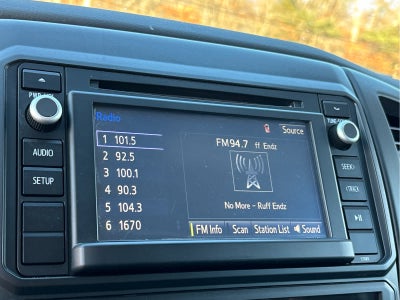 PWR·VOL
TUNE·SCROLL
Radio
Source
1 101.5
FM94.7 ff Endz
2 92.5
3 100.1
4 90.3
5 104.3
No More - Ruff Endz
6 1670
FM Info
Scan
Station List
Sound
AUDIO
SETUP
SEEK
TRACK